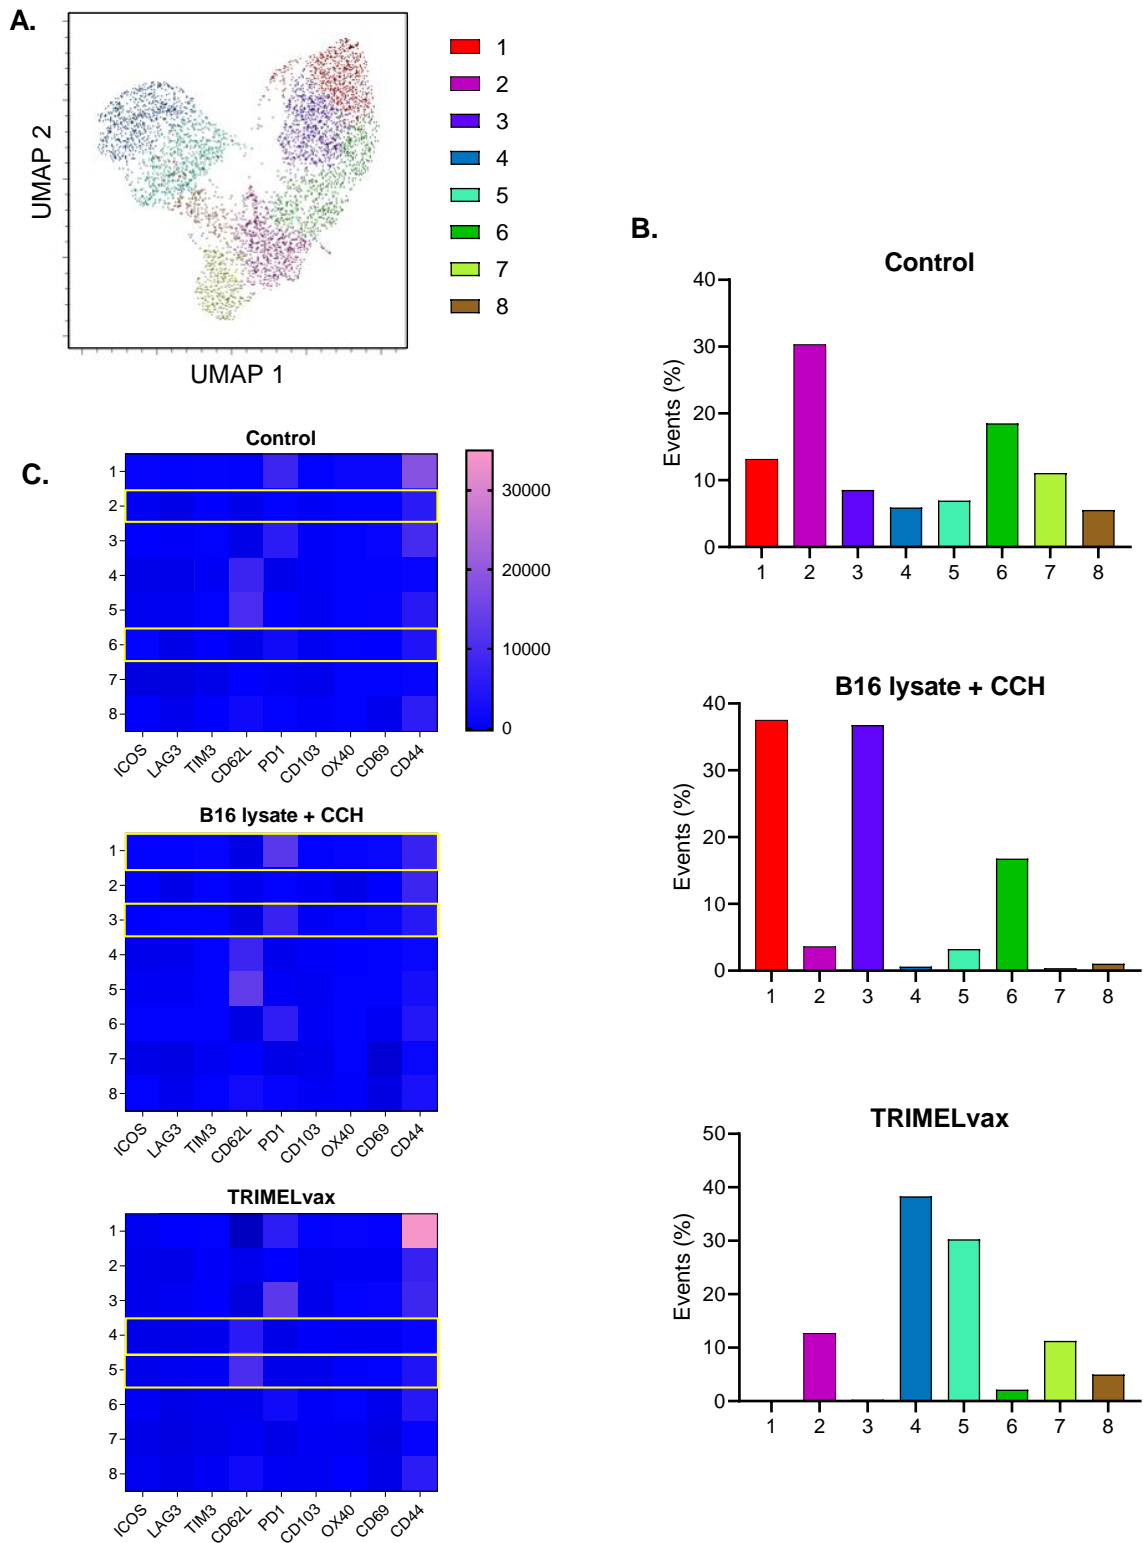 A.
UMAP 2
UMAP 1
1
2
3
4
5
6
7
8
B.
Control
Events (%)
40
30
20
10
0
1 2 3 4 5 6 7 8
B16 lysate + CCH
Events (%)
40
30
20
10
0
1 2 3 4 5 6 7 8
TRIMELvax
Events (%)
50
40
30
20
10
0
1 2 3 4 5 6 7 8
C.
Control
1
2
3
4
5
6
7
8
ICOS LAG3 TIM3 CD62L PD1 CD103 OX40 CD69 CD44
30000
20000
10000
0
B16 lysate + CCH
1
2
3
4
5
6
7
8
ICOS LAG3 TIM3 CD62L PD1 CD103 OX40 CD69 CD44
TRIMELvax
1
2
3
4
5
6
7
8
ICOS LAG3 TIM3 CD62L PD1 CD103 OX40 CD69 CD44